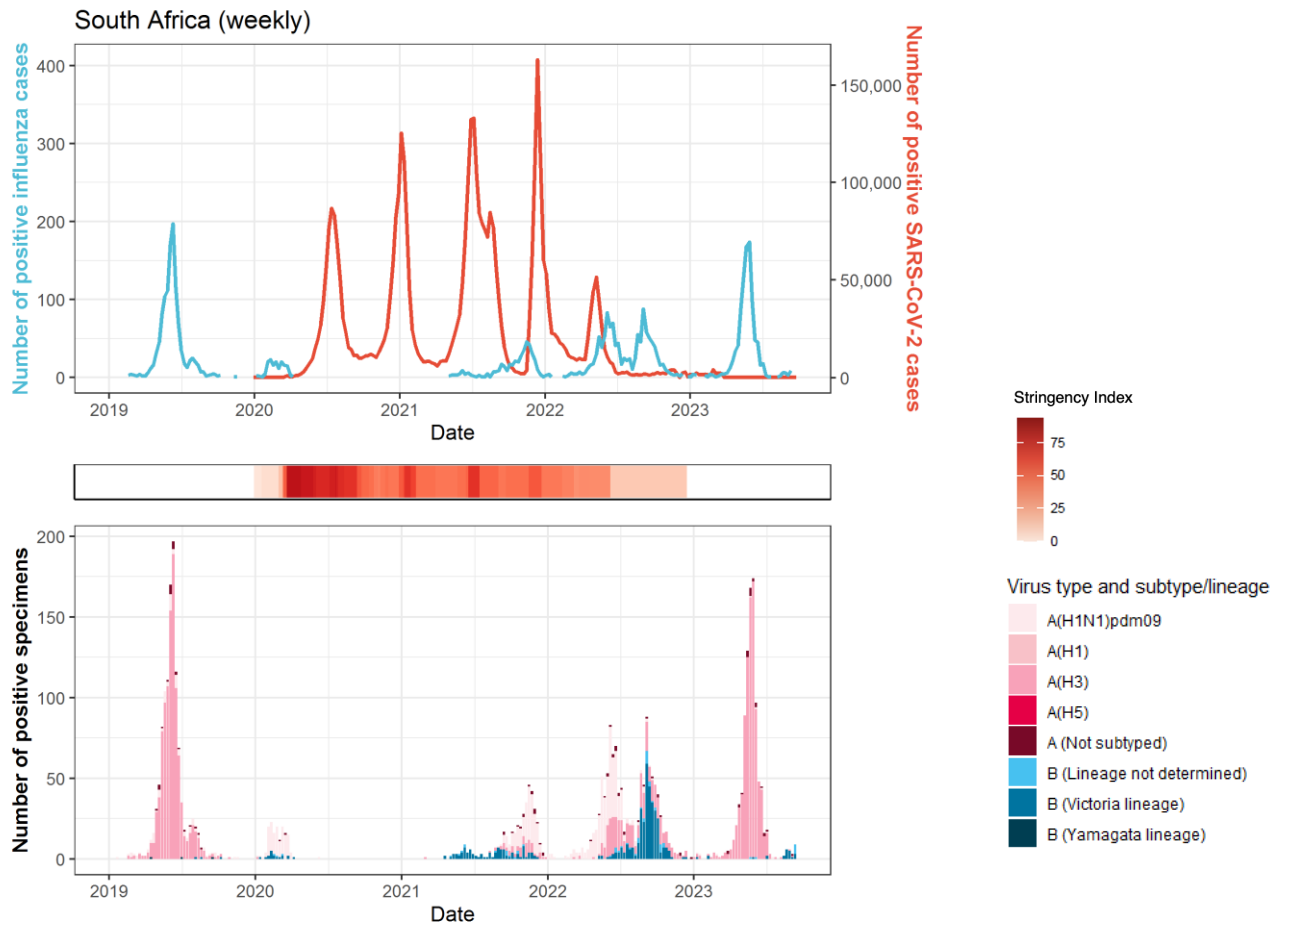 South Africa (weekly)
Number of positive influenza cases
400
300
200
100
0
150,000
100,000
50,000
0
Number of positive SARS-CoV-2 cases
2019 2020 2021 2022 2023
Date
Stringency Index
75
50
25
0
Number of positive specimens
200
150
100
50
0
2019 2020 2021 2022 2023
Date
Virus type and subtype/lineage
A(H1N1)pdm09
A(H1)
A(H3)
A(H5)
A (Not subtyped)
B (Lineage not determined)
B (Victoria lineage)
B (Yamagata lineage)